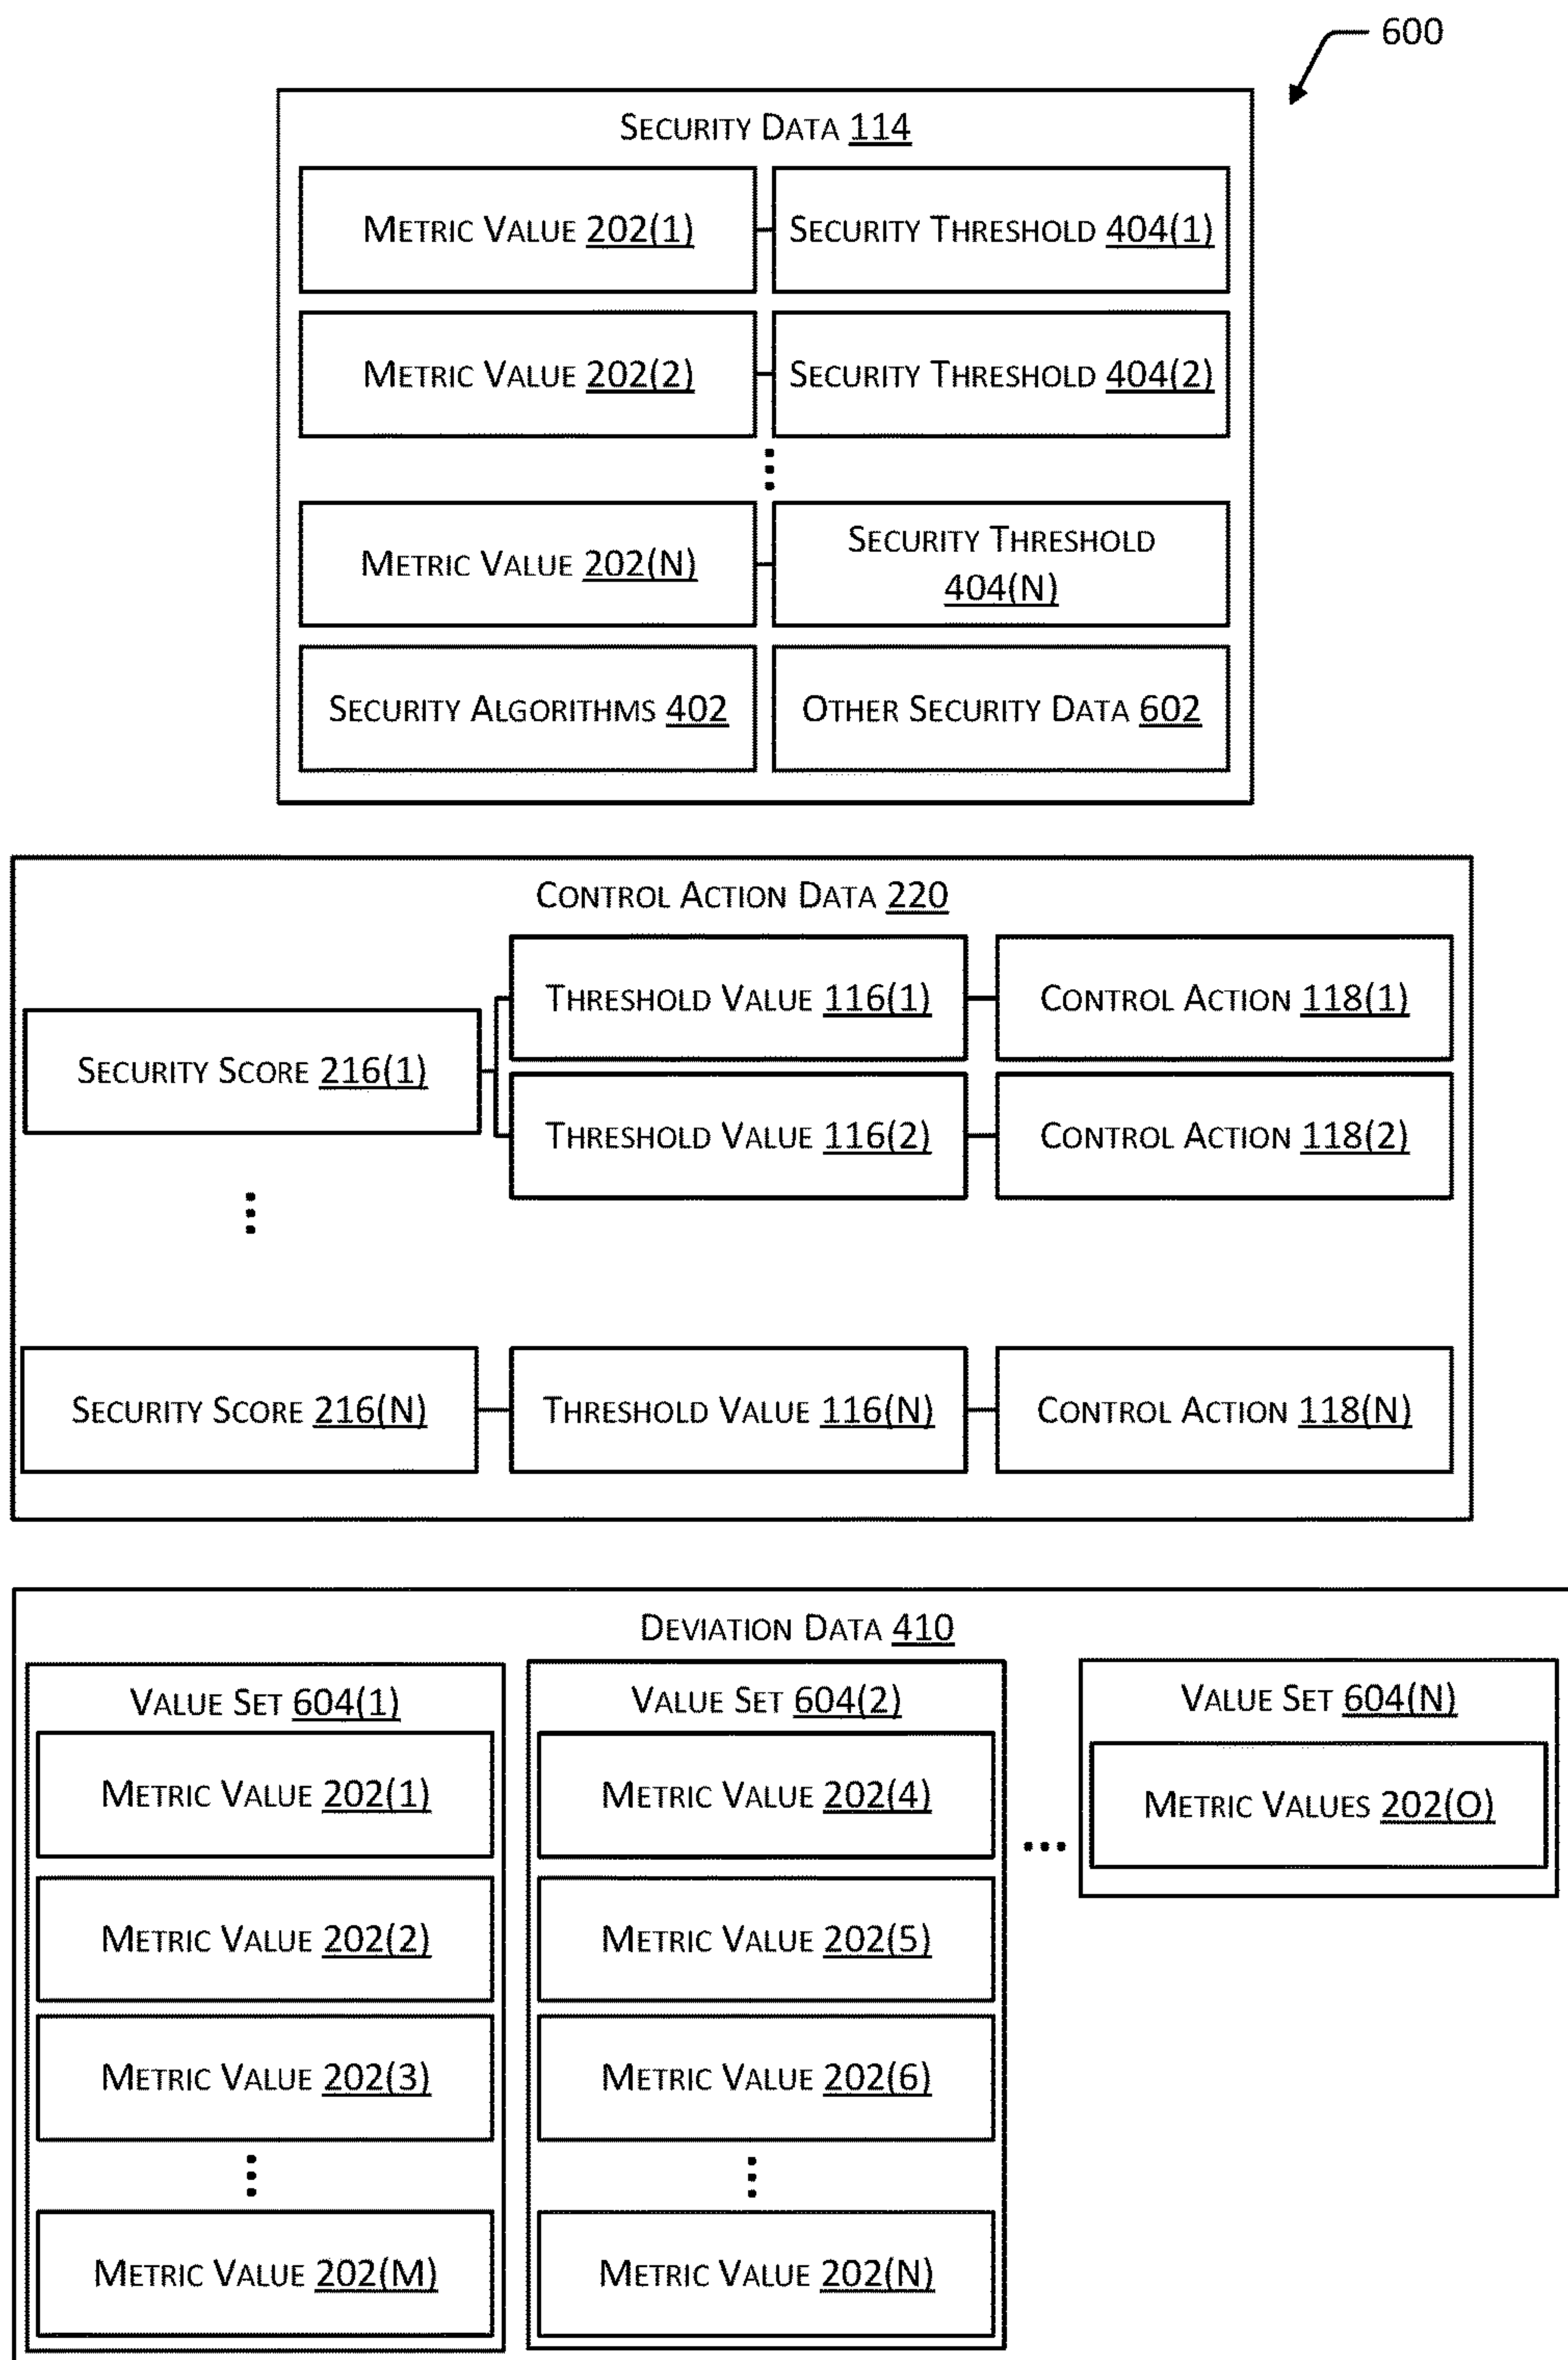 600
SECURITY DATA 114
METRIC VALUE 202(1)
SECURITY THRESHOLD 404(1)
METRIC VALUE 202(2)
SECURITY THRESHOLD 404(2)
METRIC VALUE 202(N)
SECURITY THRESHOLD
404(N)
SECURITY ALGORITHMS 402
OTHER SECURITY DATA 602
CONTROL ACTION DATA 220
SECURITY SCORE 216(1)
THRESHOLD VALUE 116(1)
CONTROL ACTION 118(1)
THRESHOLD VALUE 116(2)
CONTROL ACTION 118(2)
SECURITY SCORE 216(N)
THRESHOLD VALUE 116(N)
CONTROL ACTION 118(N)
DEVIATION DATA 410
VALUE SET 604(1)
METRIC VALUE 202(1)
METRIC VALUE 202(2)
METRIC VALUE 202(3)
METRIC VALUE 202(M)
VALUE SET 604(2)
METRIC VALUE 202(4)
METRIC VALUE 202(5)
METRIC VALUE 202(6)
METRIC VALUE 202(N)
VALUE SET 604(N)
METRIC VALUES 202(O)